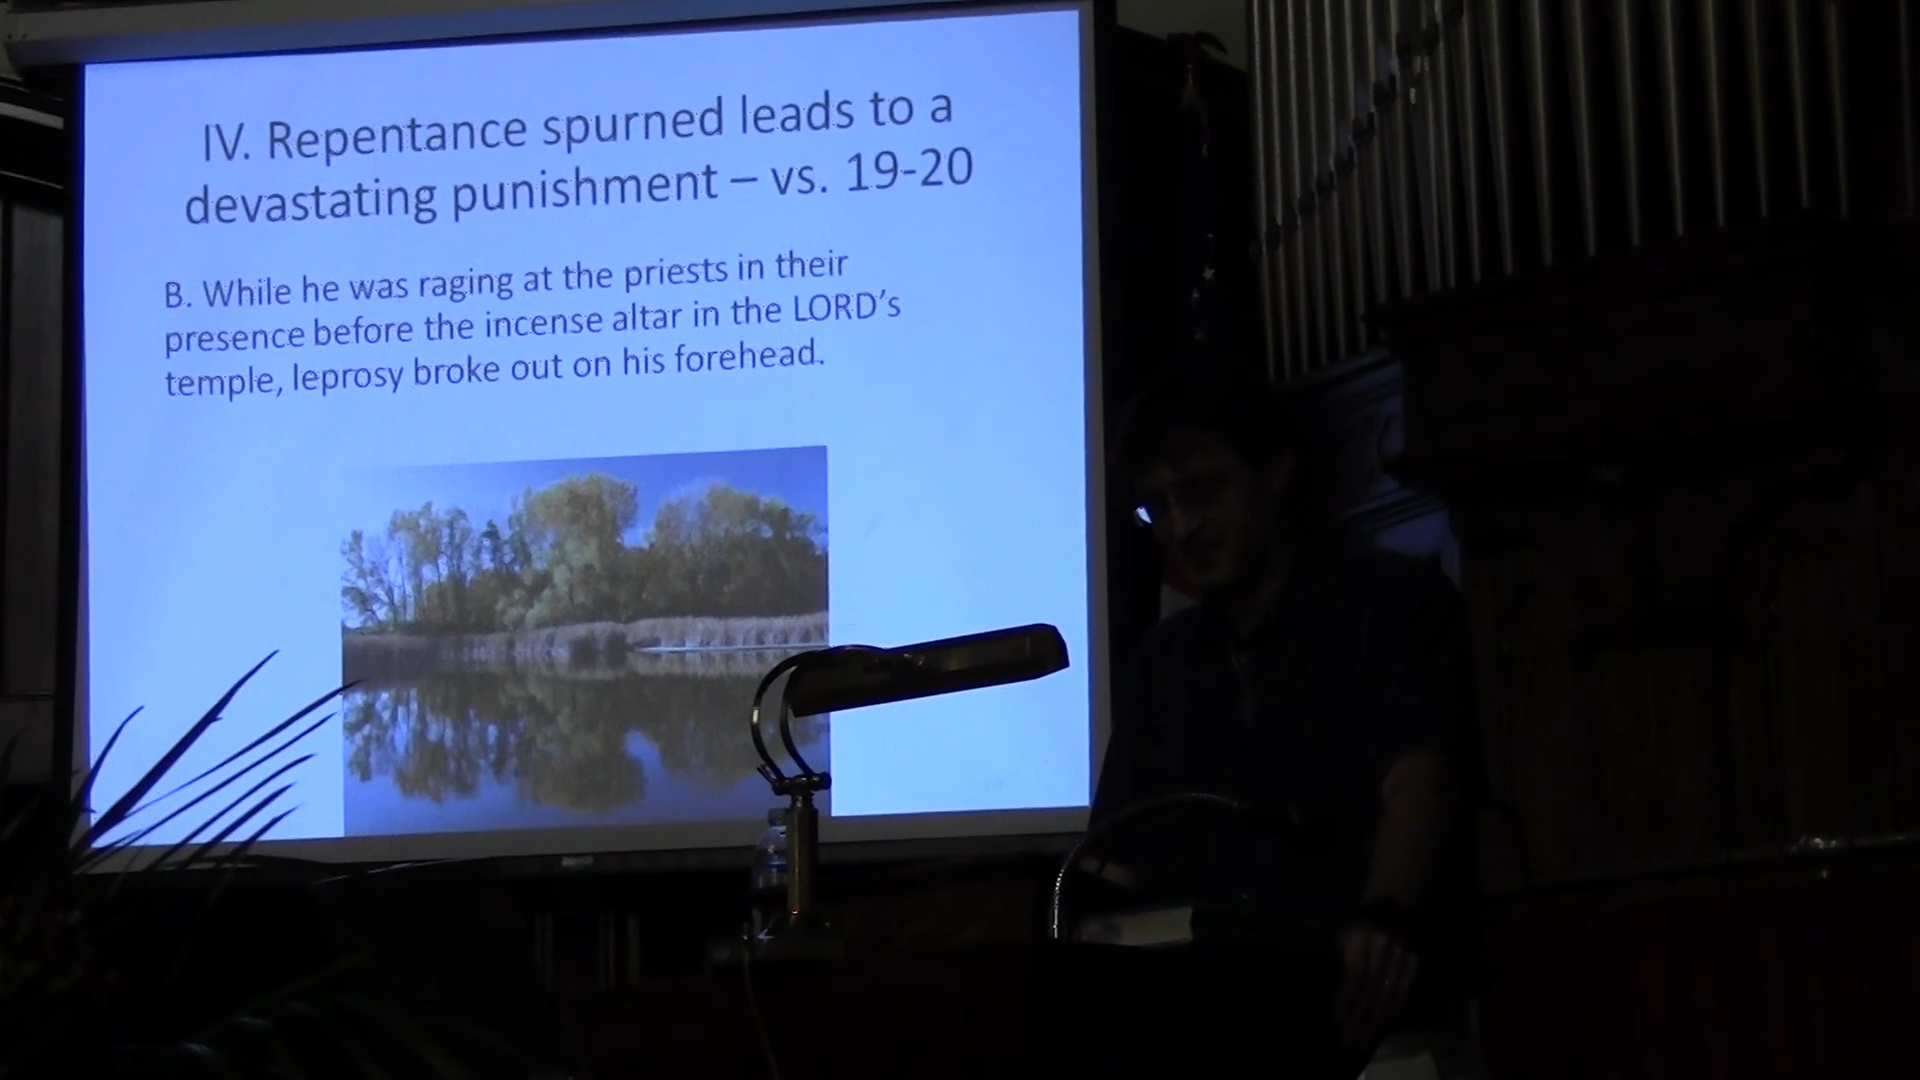 IV. Repentance spurned leads to a
devastating punishment – vs. 19-20
B. While he was raging at the priests in their
presence before the incense altar in the LORD’s
temple, leprosy broke out on his forehead.